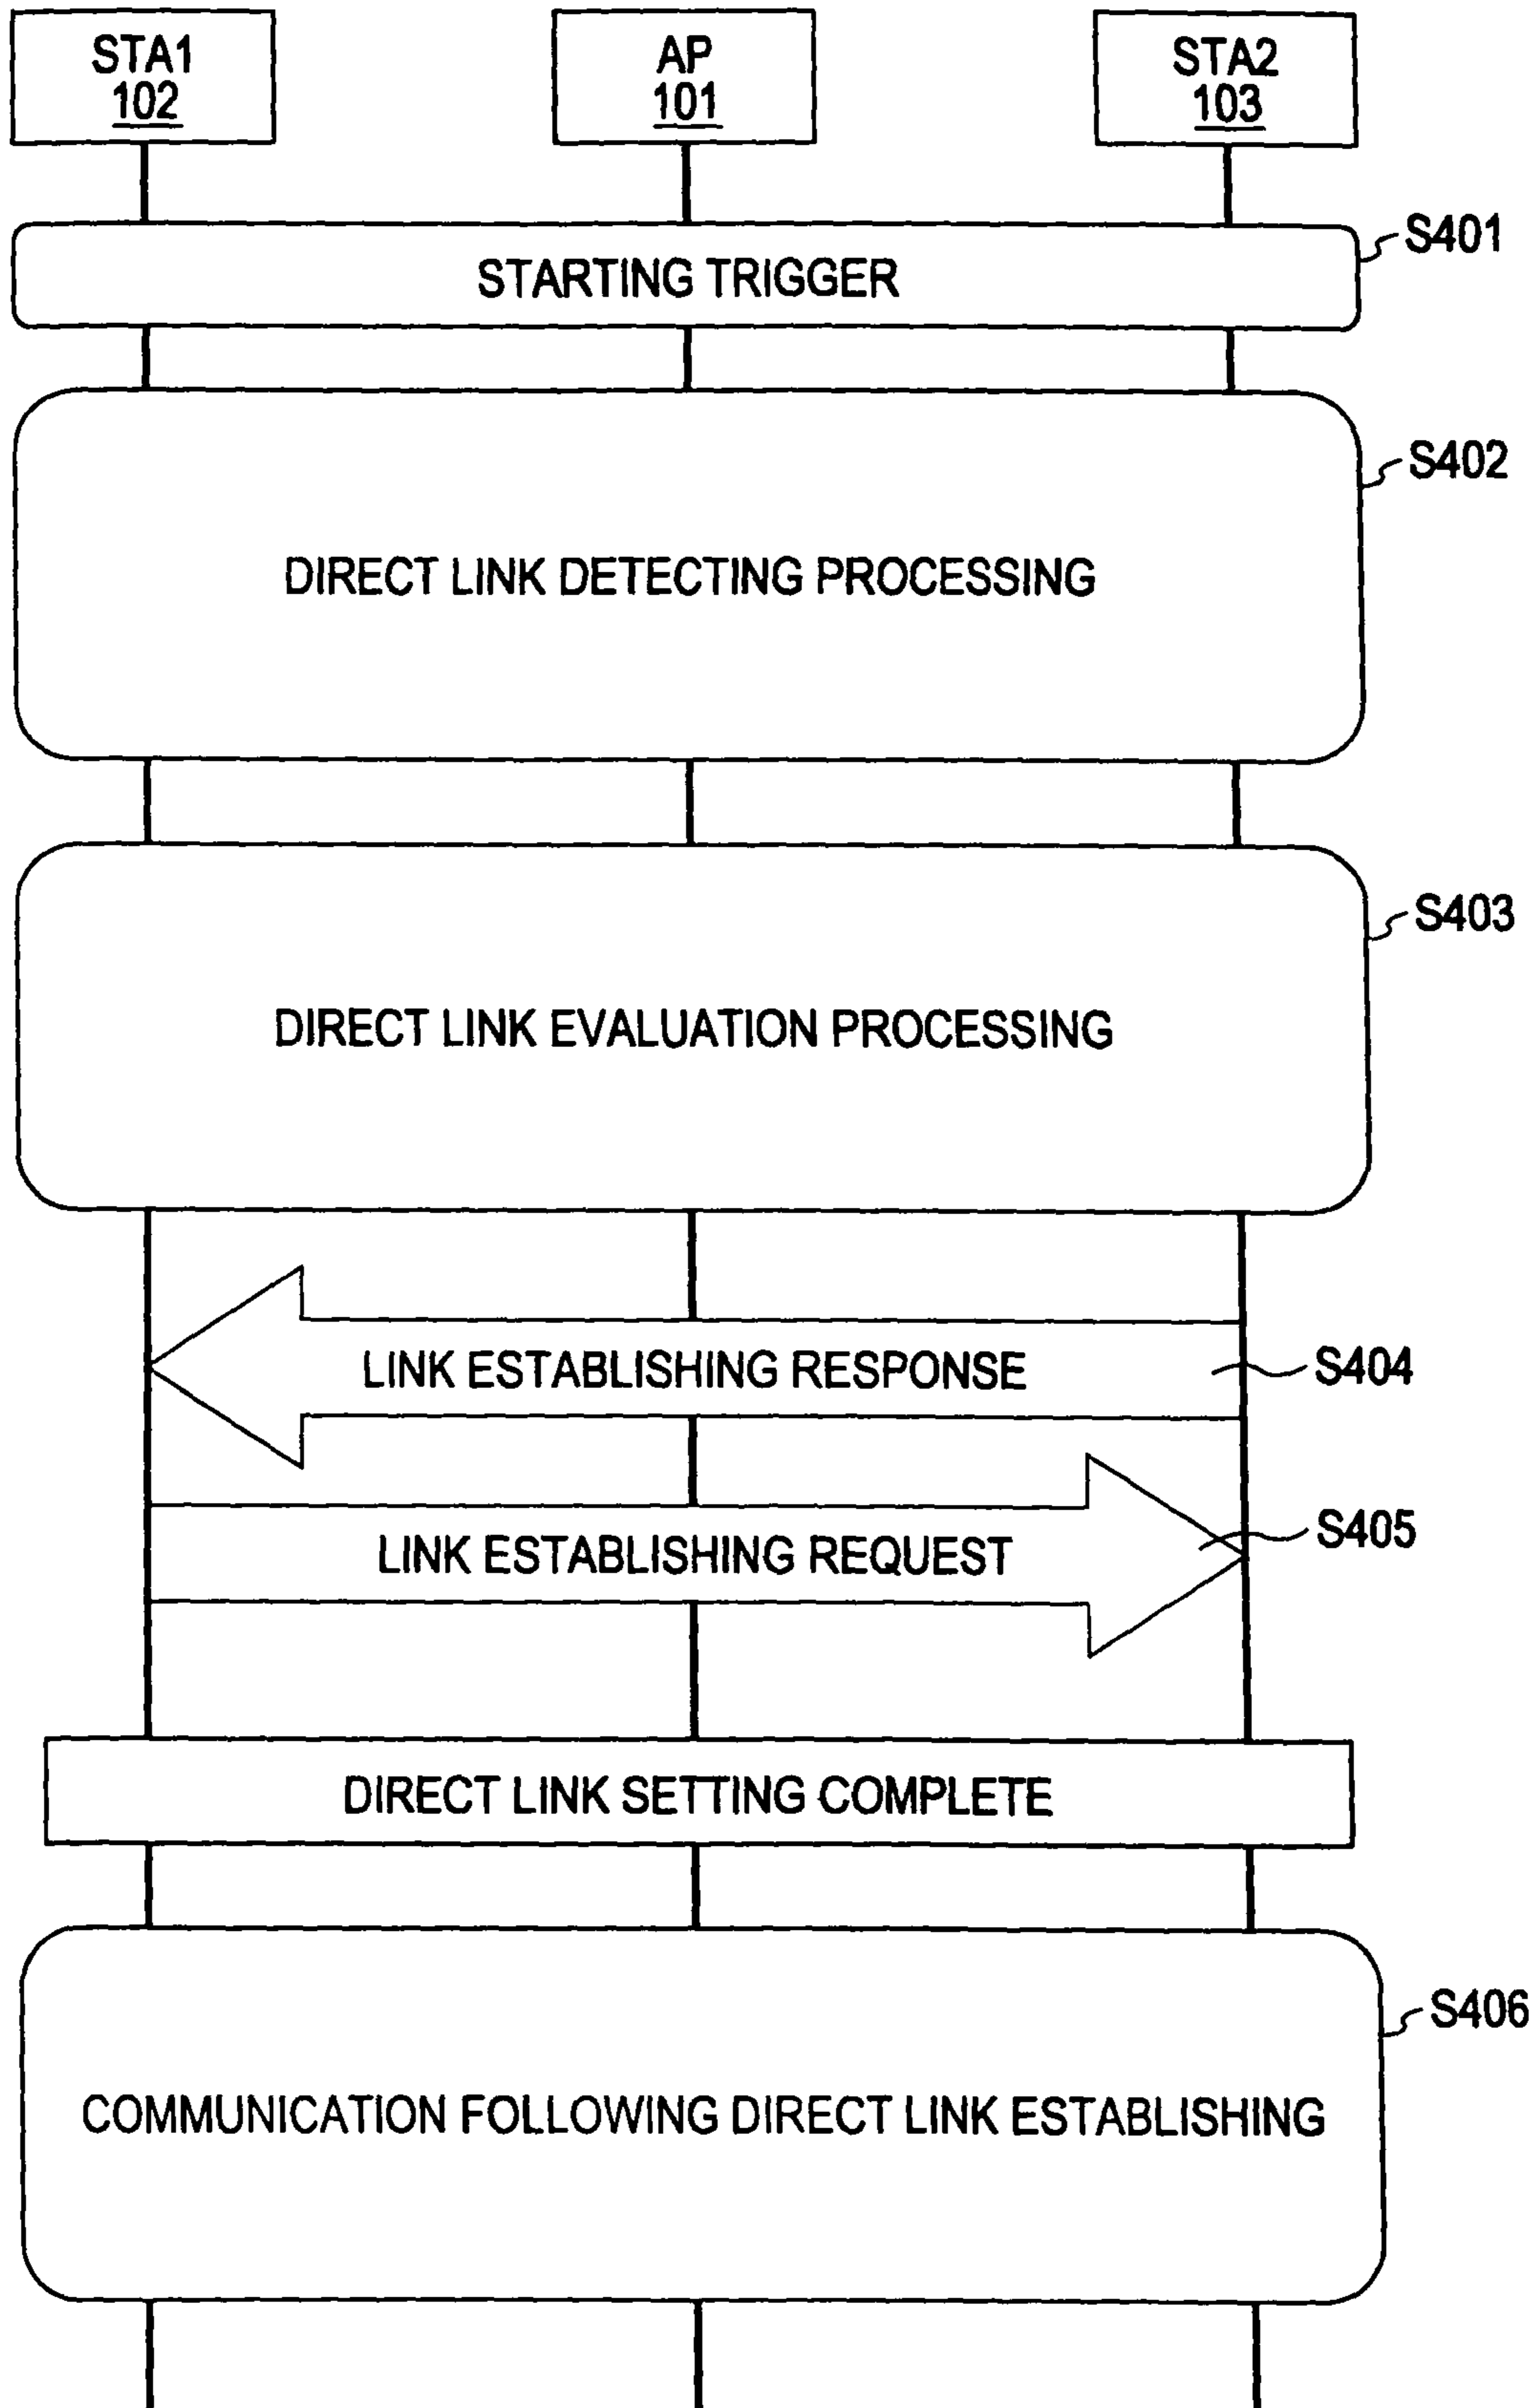 STA1
102
AP
101
STA2
103
S401
STARTING TRIGGER
S402
DIRECT LINK DETECTING PROCESSING
S403
DIRECT LINK EVALUATION PROCESSING
LINK ESTABLISHING RESPONSE
S404
LINK ESTABLISHING REQUEST
S405
DIRECT LINK SETTING COMPLETE
S406
COMMUNICATION FOLLOWING DIRECT LINK ESTABLISHING